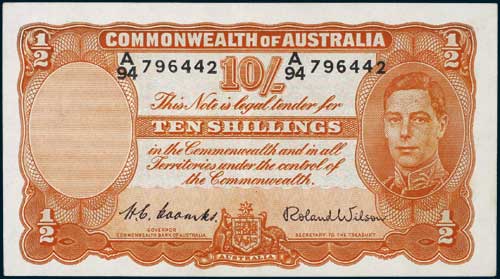 1/2 COMMONWEALTH OF AUSTRALIA 1/2
A/94 796442 A/94 796442
10/-
This Note is legal tender for
TEN SHILLINGS
in the Commonwealth and in all
Territories under the control of
the Commonwealth.
H.C. Coombs. Roland Wilson
GOVERNOR SECRETARY TO THE TREASURY
COMMONWEALTH BANK OF AUSTRALIA
1/2 AUSTRALIA 1/2